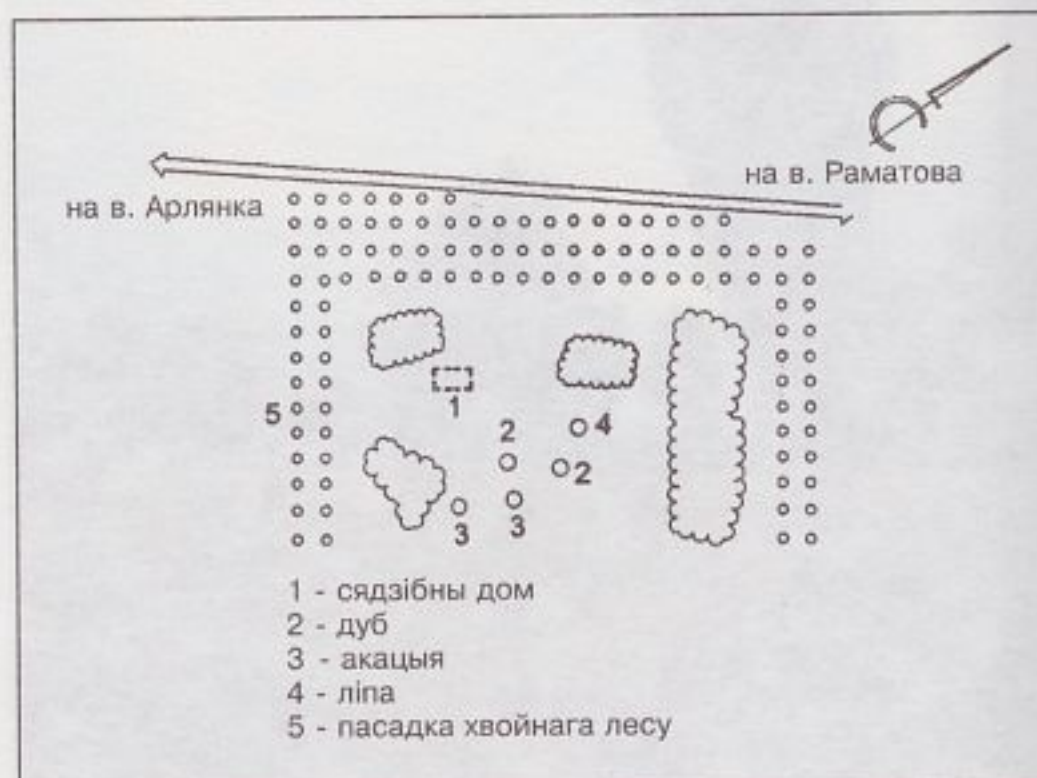 на в. Раматова
на в. Арлянка
5
1
2
4
2
3
3
1 - сядзібны дом
2 - дуб
3 - акацыя
4 - ліпа
5 - пасадка хвойнага лесу